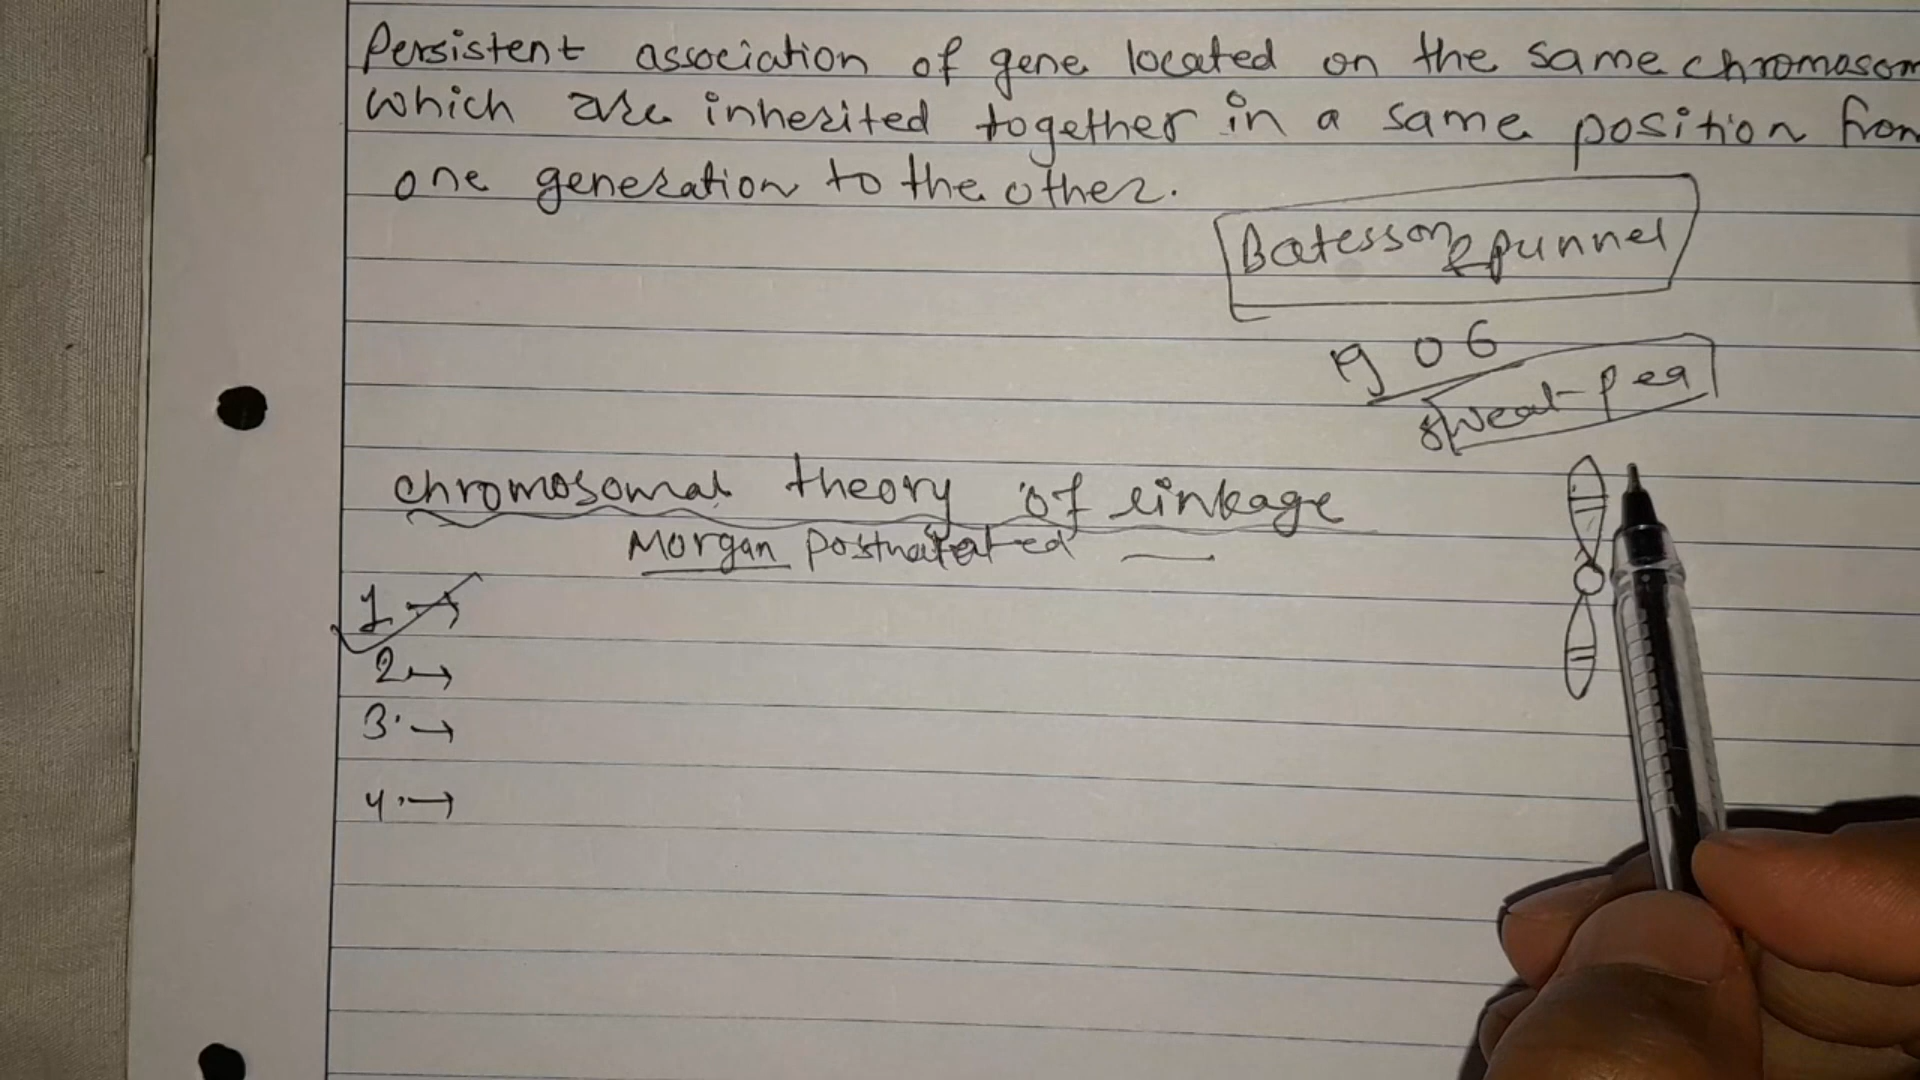 Persistent association of gene located on the same chromosom
which are inherited together in a same position from
one generation to the other.
Batesson & punnel
1906
sweat-pea
chromosomal theory of linkage
Morgan
1 →
2 →
3. →
4. →